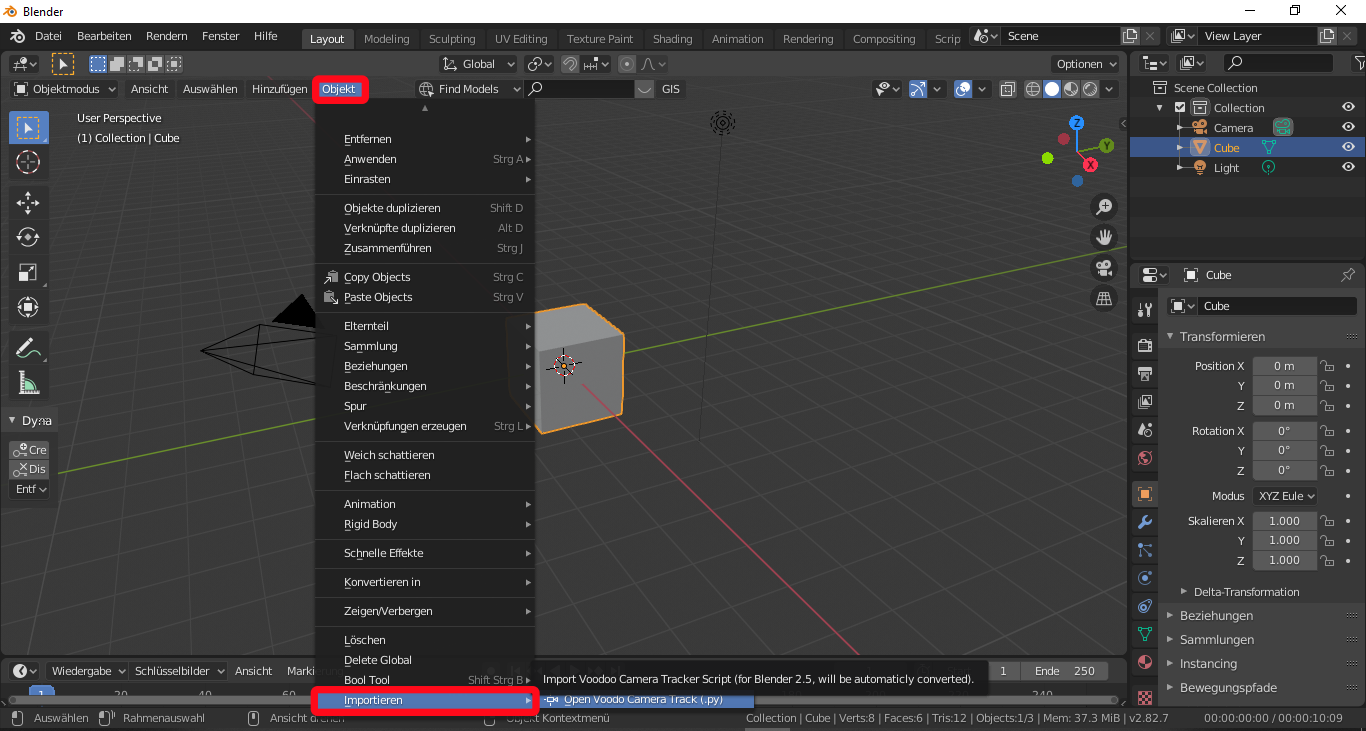 Blender
Datei Bearbeiten Rendern Fenster Hilfe Layout Modeling Sculpting UV Editing Texture Paint Shading Animation Rendering Compositing Scrip Scene View Layer
Global Optionen
Objektmodus Ansicht Auswählen Hinzufügen Objekt Find Models GIS
User Perspective
(1) Collection | Cube
Entfernen
Anwenden Strg A
Einrasten
Objekte duplizieren Shift D
Verknüpfte duplizieren Alt D
Zusammenführen Strg J
Copy Objects Strg C
Paste Objects Strg V
Elternteil
Sammlung
Beziehungen
Beschränkungen
Spur
Verknüpfungen erzeugen Strg L
Weich schattieren
Flach schattieren
Animation
Rigid Body
Schnelle Effekte
Konvertieren in
Zeigen/Verbergen
Löschen
Delete Global
Bool Tool Shift Strg B
Importieren
Import Voodoo Camera Tracker Script (for Blender 2.5, will be automaticly converted).
Open Voodo Camera Track (.py)
Dyna
Cre
Dis
Entf
Z
Y
X
Scene Collection
Collection
Camera
Cube
Light
Cube
Cube
Transformieren
Position X 0 m
Y 0 m
Z 0 m
Rotation X 0°
Y 0°
Z 0°
Modus XYZ Eule
Skalieren X 1.000
Y 1.000
Z 1.000
Delta-Transformation
Beziehungen
Sammlungen
Instancing
Bewegungspfade
Wiedergabe Schlüsselbilder Ansicht Marki 1 Ende 250
1 20 40 60 240
Auswählen Rahmenauswahl Ansicht drehen Objekt Kontextmenü Collection | Cube | Verts:8 | Faces:6 | Tris:12 | Objects:1/3 | Mem: 37.3 MiB | v2.82.7 00:00:00:00 / 00:00:10:09